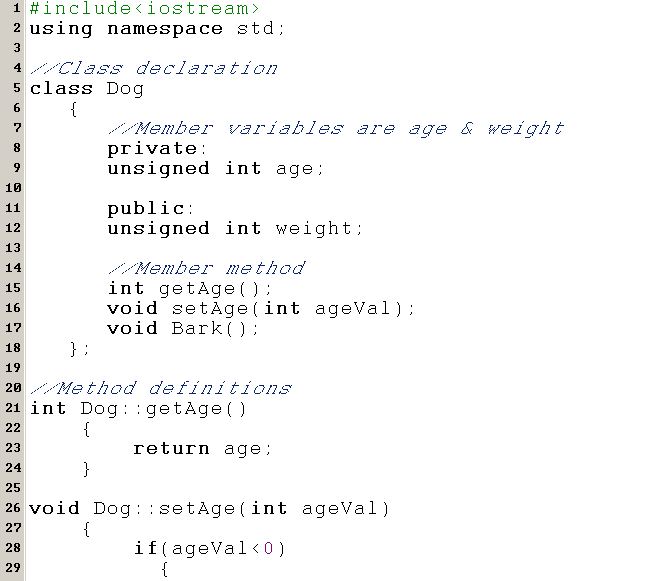 1 #include<iostream>
2 using namespace std;
3
4 //Class declaration
5 class Dog
6 {
7 //Member variables are age & weight
8 private:
9 unsigned int age;
10
11 public:
12 unsigned int weight;
13
14 //Member method
15 int getAge();
16 void setAge(int ageVal);
17 void Bark();
18 };
19
20 //Method definitions
21 int Dog::getAge()
22 {
23 return age;
24 }
25
26 void Dog::setAge(int ageVal)
27 {
28 if(ageVal<0)
29 {